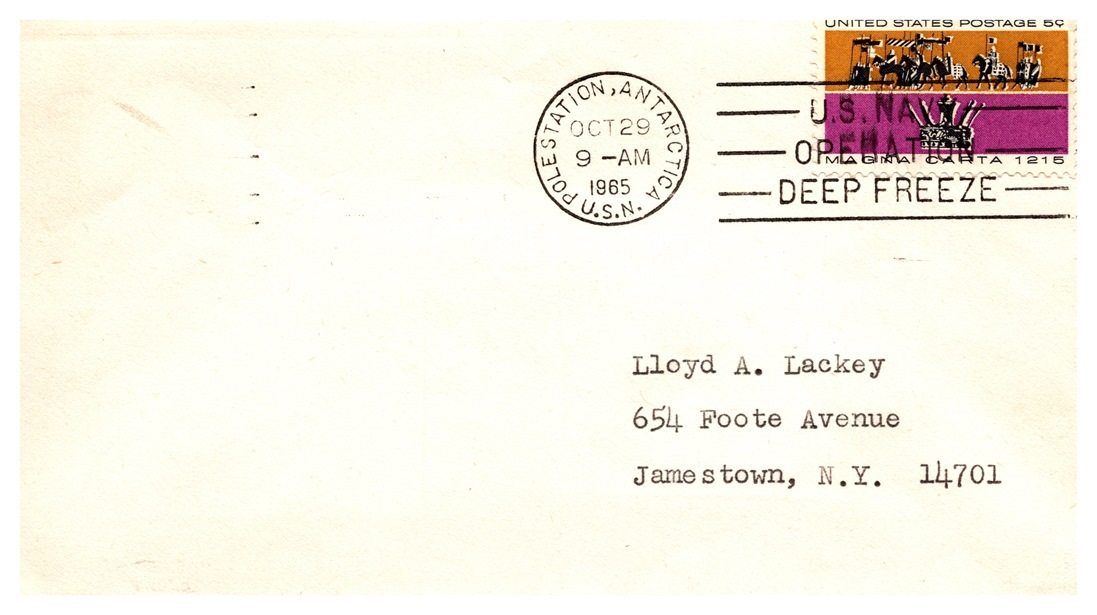 UNITED STATES POSTAGE 5¢
MAGNA CARTA 1215
POLE STATION, ANTARCTICA
OCT 29
9 -AM
1965
U.S.N.
U.S. NAVY
OPERATION
DEEP FREEZE
Lloyd A. Lackey
654 Foote Avenue
Jamestown, N.Y. 14701